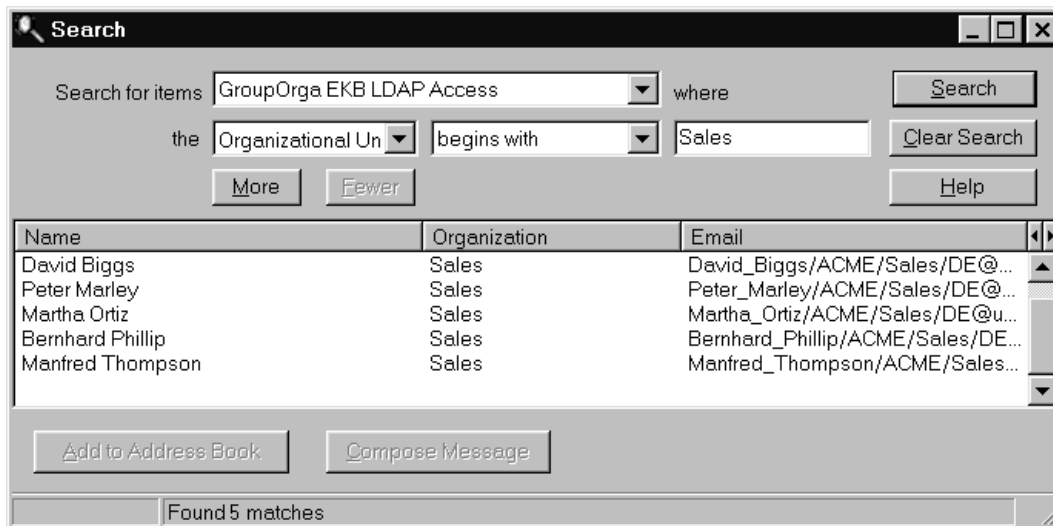 Search
Search for items GroupOrga EKB LDAP Access where Search
the Organizational Un begins with Sales Clear Search
More Fewer Help
Name Organization Email
David Biggs Sales David_Biggs/ACME/Sales/DE@...
Peter Marley Sales Peter_Marley/ACME/Sales/DE@...
Martha Ortiz Sales Martha_Ortiz/ACME/Sales/DE@u...
Bernhard Phillip Sales Bernhard_Phillip/ACME/Sales/DE...
Manfred Thompson Sales Manfred_Thompson/ACME/Sales...
Add to Address Book Compose Message
Found 5 matches